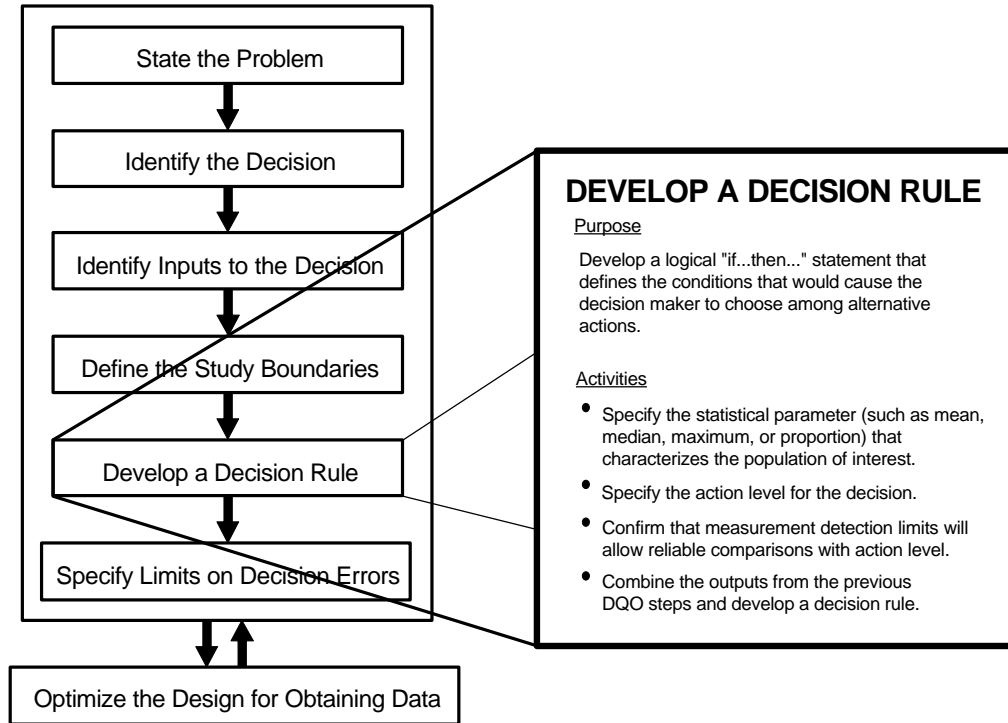 State the Problem
Identify the Decision
Identify Inputs to the Decision
Define the Study Boundaries
Develop a Decision Rule
Specify Limits on Decision Errors
Optimize the Design for Obtaining Data
DEVELOP A DECISION RULE
Purpose
Develop a logical "if...then..." statement that
defines the conditions that would cause the
decision maker to choose among alternative
actions.
Activities
• Specify the statistical parameter (such as mean,
median, maximum, or proportion) that
characterizes the population of interest.
• Specify the action level for the decision.
• Confirm that measurement detection limits will
allow reliable comparisons with action level.
• Combine the outputs from the previous
DQO steps and develop a decision rule.